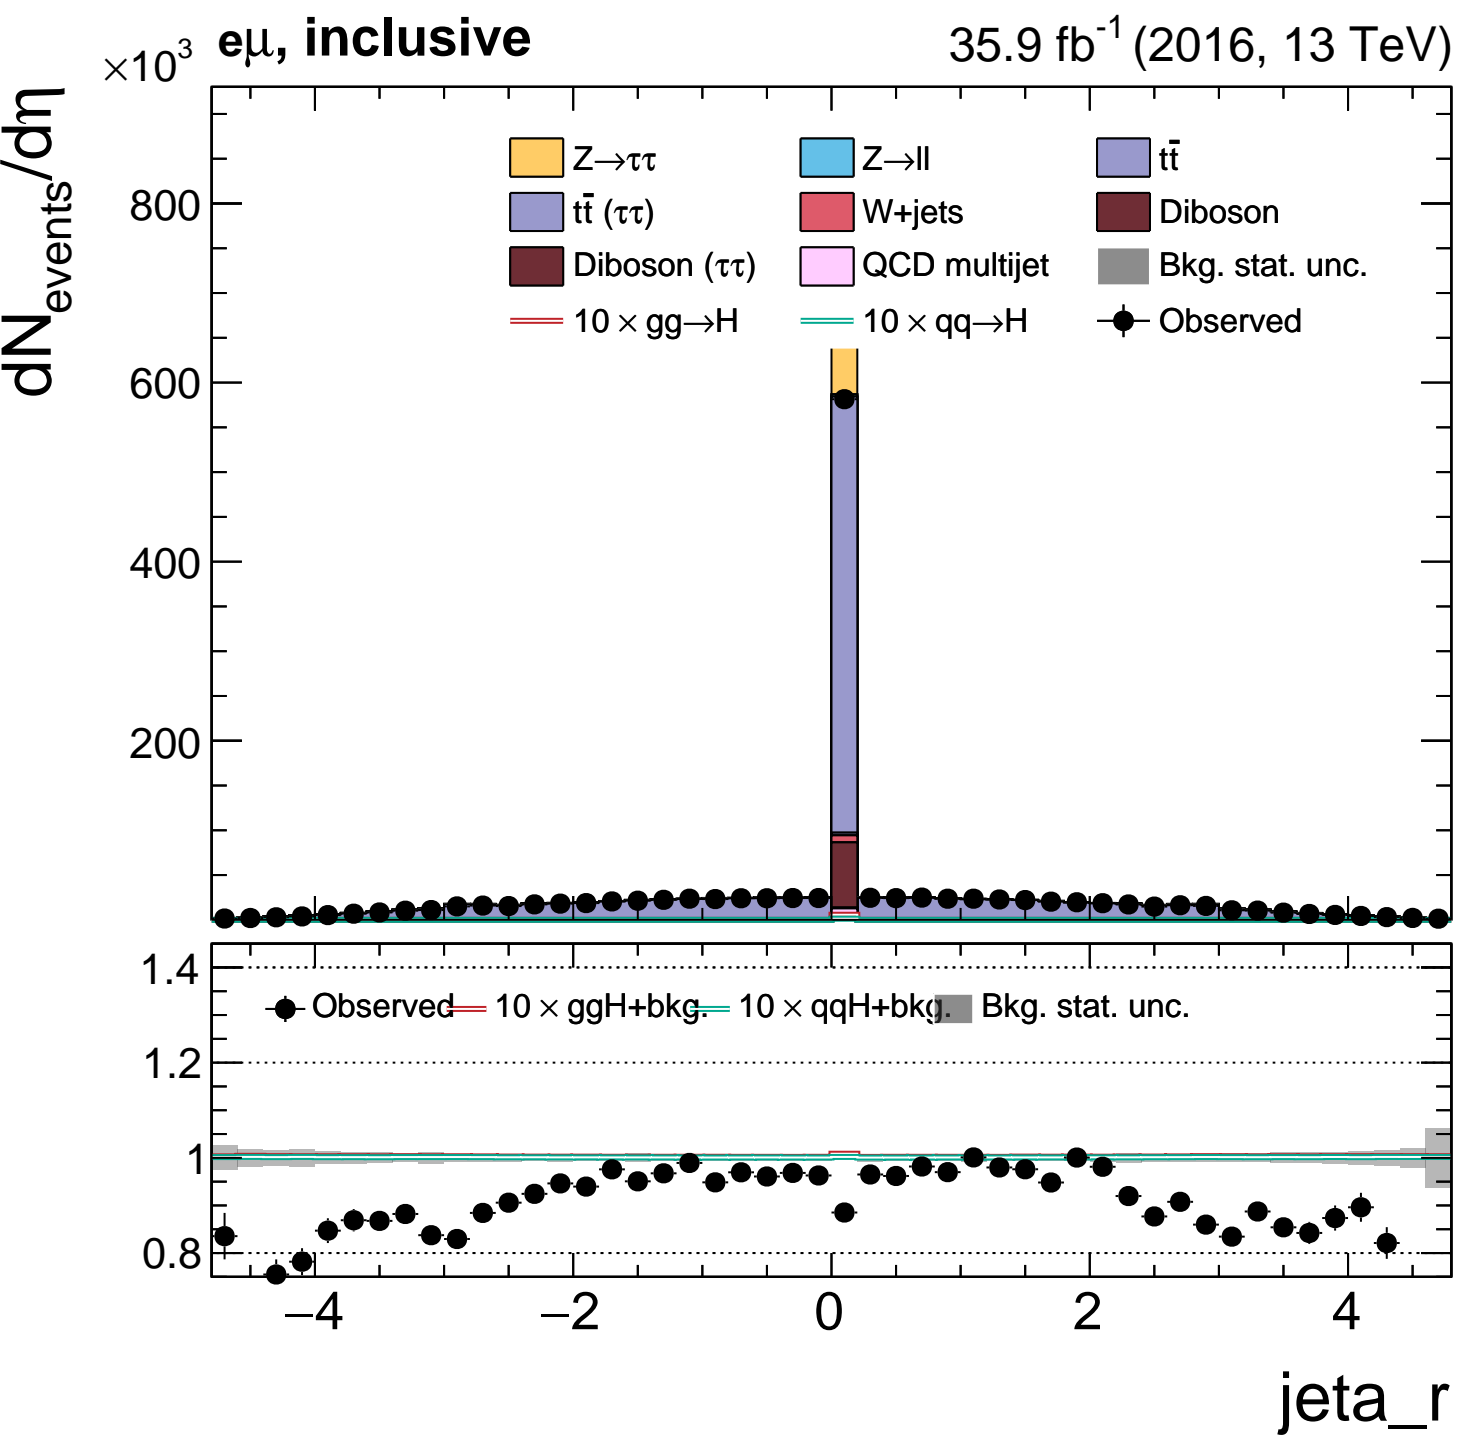 ×10³ eμ, inclusive 35.9 fb⁻¹ (2016, 13 TeV)
dN_events/dη
Z→ττ Z→ll tt̄
tt̄ (ττ) W+jets Diboson
Diboson (ττ) QCD multijet Bkg. stat. unc.
10 × gg→H 10 × qq→H Observed
800
600
400
200
1.4
Observed 10 × ggH+bkg. 10 × qqH+bkg. Bkg. stat. unc.
1.2
1
0.8
−4 −2 0 2 4
jeta_r